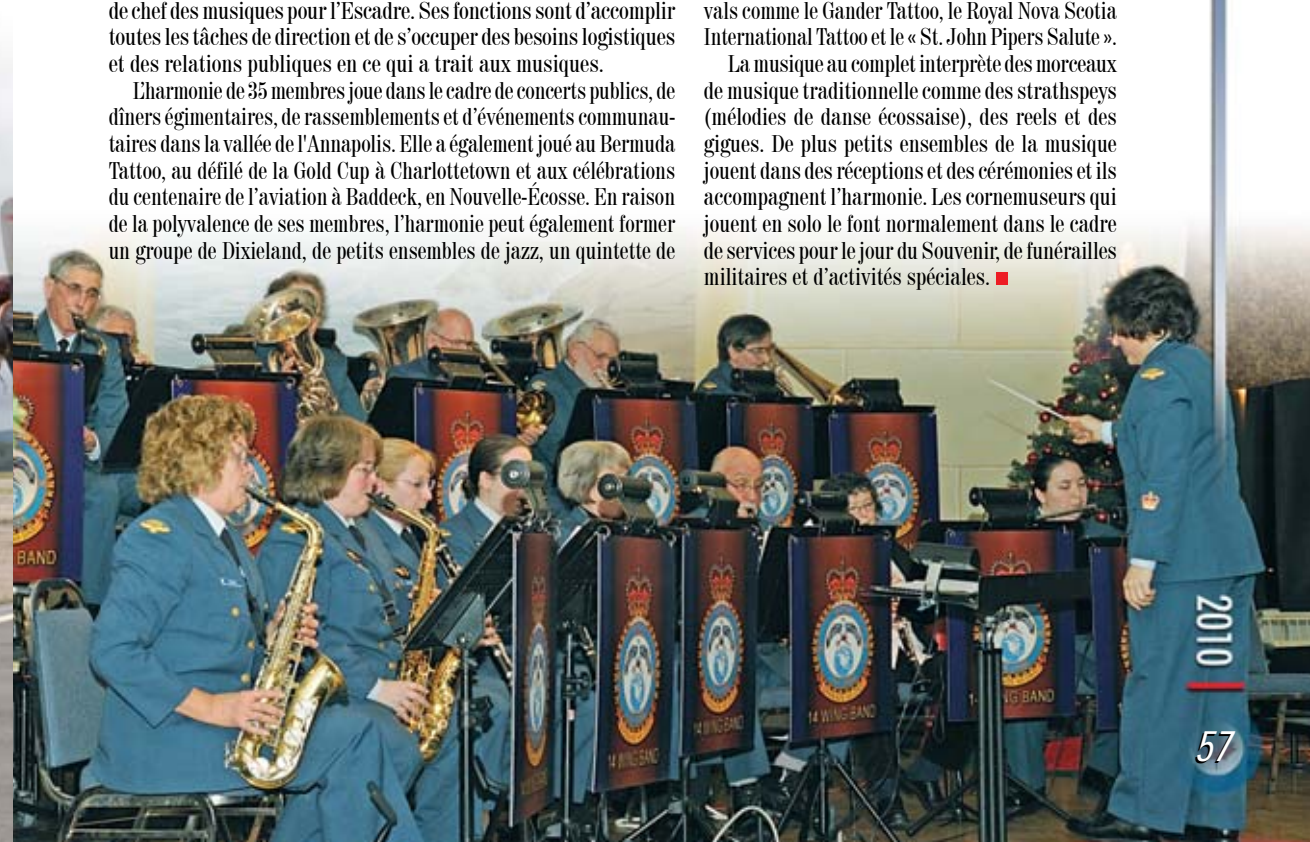 de chef des musiques pour l'Escadre. Ses fonctions sont d'accomplir
toutes les tâches de direction et de s'occuper des besoins logistiques
et des relations publiques en ce qui a trait aux musiques.
L'harmonie de 35 membres joue dans le cadre de concerts publics, de
dîners égimentaires, de rassemblements et d'événements communau-
taires dans la vallée de l'Annapolis. Elle a également joué au Bermuda
Tattoo, au défilé de la Gold Cup à Charlottetown et aux célébrations
du centenaire de l'aviation à Baddeck, en Nouvelle-Écosse. En raison
de la polyvalence de ses membres, l'harmonie peut également former
un groupe de Dixieland, de petits ensembles de jazz, un quintette de
vals comme le Gander Tattoo, le Royal Nova Scotia
International Tattoo et le « St. John Pipers Salute ».
La musique au complet interprète des morceaux
de musique traditionnelle comme des strathspeys
(mélodies de danse écossaise), des reels et des
gigues. De plus petits ensembles de la musique
jouent dans des réceptions et des cérémonies et ils
accompagnent l'harmonie. Les cornemuseurs qui
jouent en solo le font normalement dans le cadre
de services pour le jour du Souvenir, de funérailles
militaires et d'activités spéciales.
BAND
14 WING BAND
14 WING BAND
14 WING BAND
NG BAND
2010
57